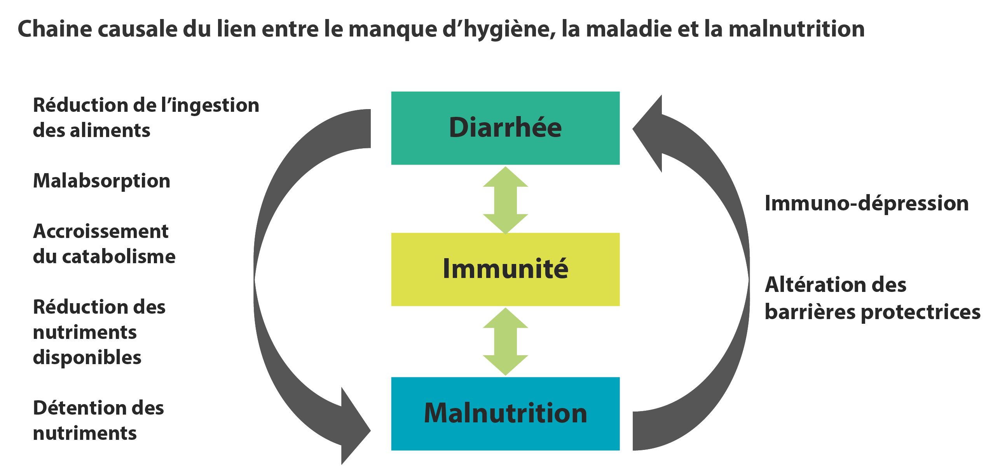 Chaine causale du lien entre le manque d’hygiène, la maladie et la malnutrition
Réduction de l’ingestion
des aliments
Malabsorption
Accroissement
du catabolisme
Réduction des
nutriments
disponibles
Détention des
nutriments
Diarrhée
Immunité
Malnutrition
Immuno-dépression
Altération des
barrières protectrices